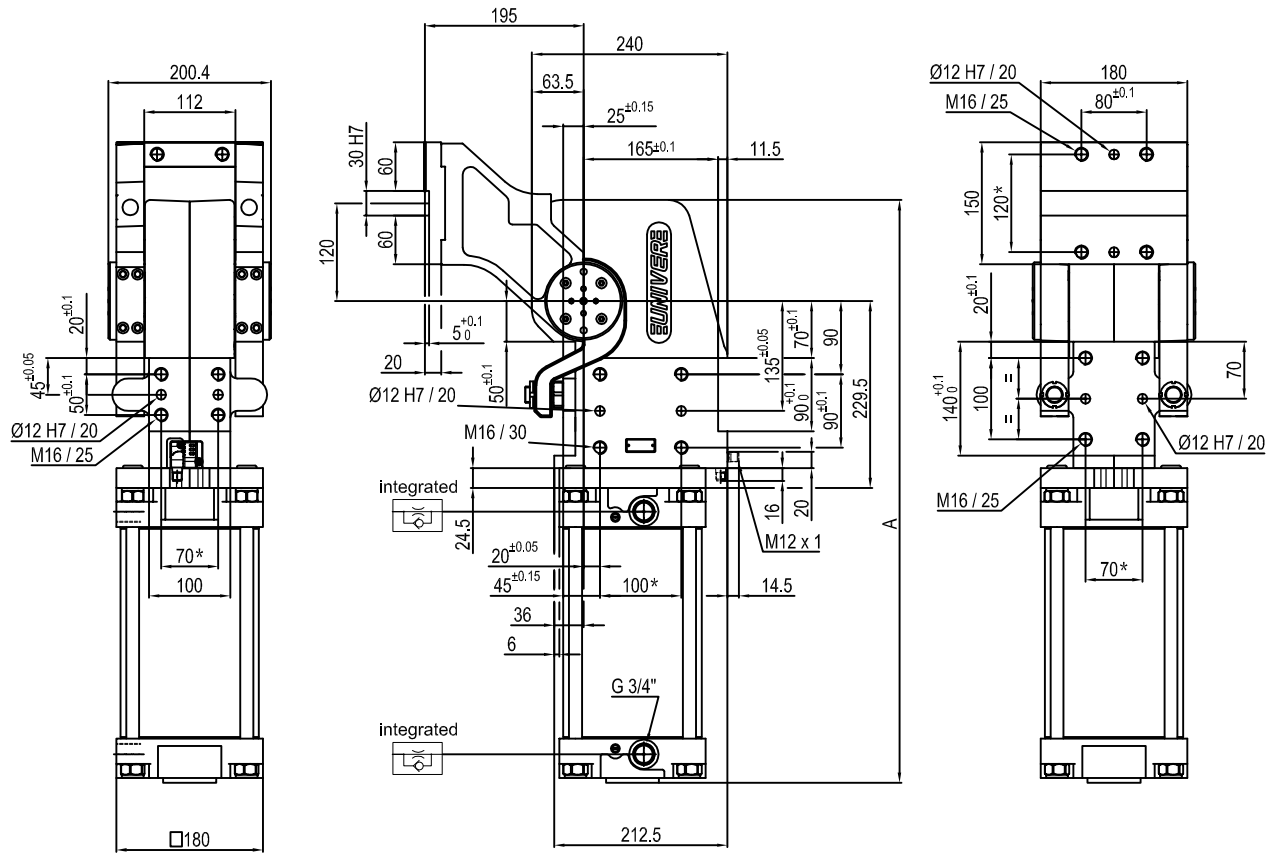 200.4
112
20±0.1
45±0.05
50±0.1
Ø12 H7 / 20
M16 / 25
70*
100
□180
195
240
63.5
25±0.15
165±0.1
11.5
30 H7
60
60
120
5 +0.1 0
20
50±0.1
UNIVER
70±0.1
90
135±0.05
90 +0.1 0
90±0.1
229.5
Ø12 H7 / 20
M16 / 30
integrated
24.5
16
20
M12 x 1
A
20±0.05
45±0.15
100*
14.5
36
6
G 3/4"
integrated
212.5
Ø12 H7 / 20
M16 / 25
180
80±0.1
150
120*
20±0.1
140 +0.1 0
=
100
=
70
Ø12 H7 / 20
M16 / 25
70*